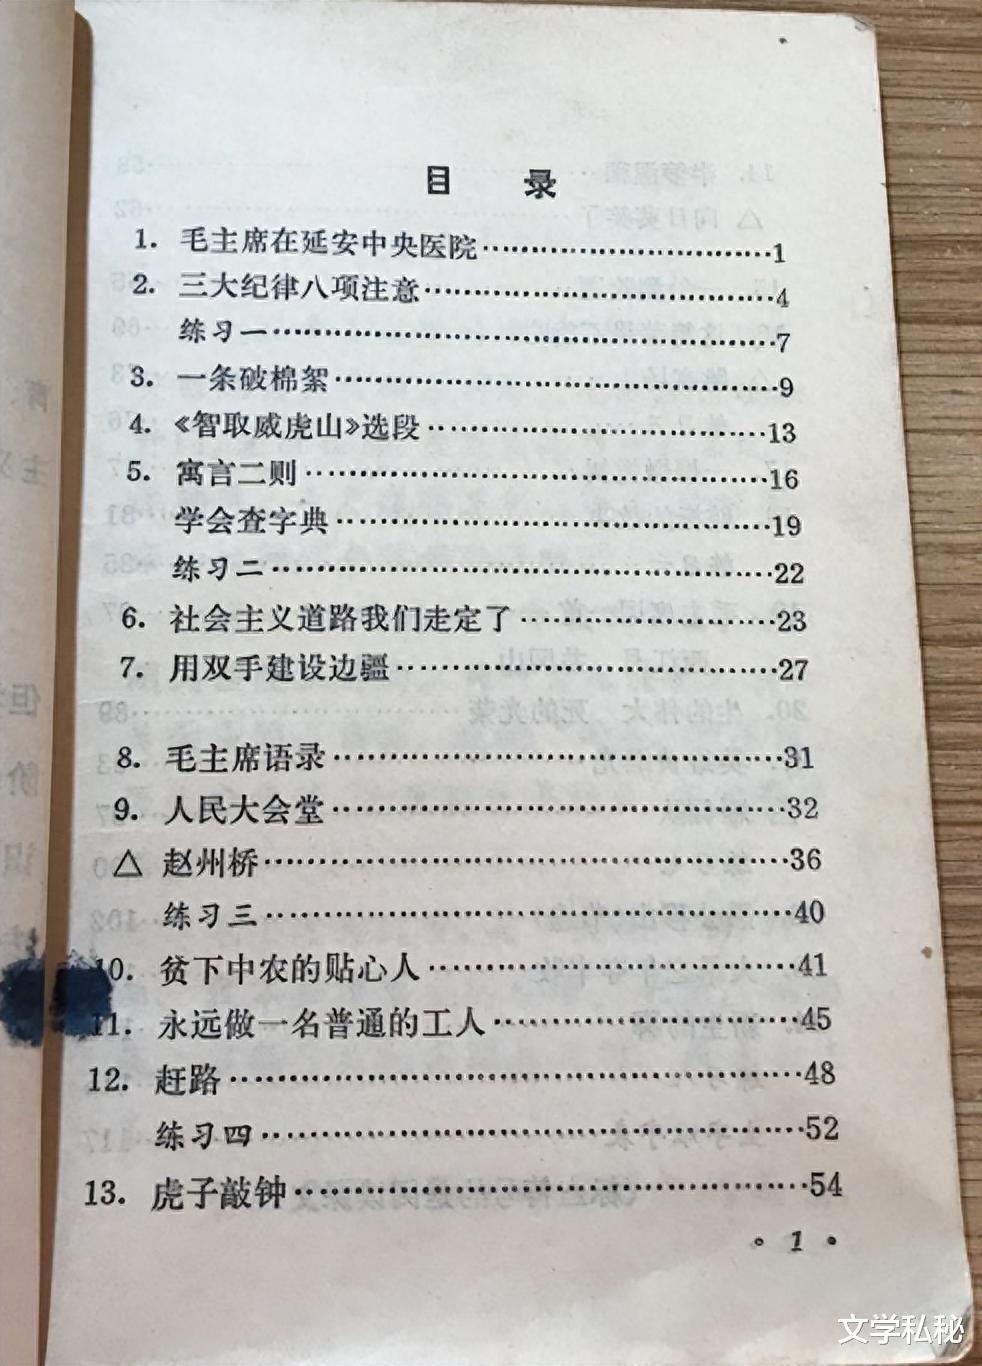 目 录
1. 毛主席在延安中央医院……………………………1
2. 三大纪律八项注意……………………………4
练习一……………………………7
3. 一条破棉絮……………………………9
4. 《智取威虎山》选段……………………………13
5. 寓言二则……………………………16
学会查字典……………………………19
练习二……………………………22
6. 社会主义道路我们走定了……………………………23
7. 用双手建设边疆……………………………27
8. 毛主席语录……………………………31
9. 人民大会堂……………………………32
△ 赵州桥……………………………36
练习三……………………………40
10. 贫下中农的贴心人……………………………41
11. 永远做一名普通的工人……………………………45
12. 赶路……………………………48
练习四……………………………52
13. 虎子敲钟……………………………54
• 1 •
文学私秘